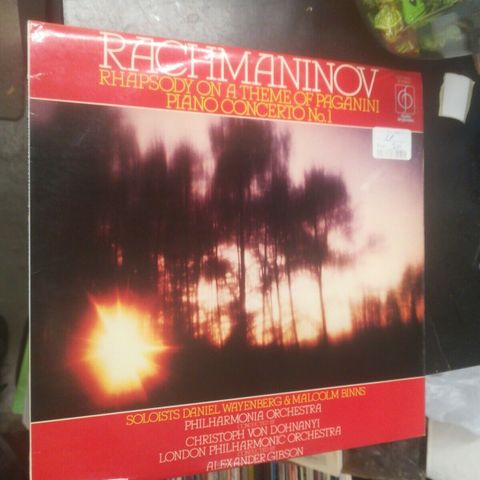 RACHMANINOV
RHAPSODY ON A THEME OF PAGANINI
PIANO CONCERTO No.1
SOLOISTS DANIEL WAYENBERG & MALCOLM BINNS
PHILHARMONIA ORCHESTRA
CHRISTOPH VON DOHNANYI
LONDON PHILHARMONIC ORCHESTRA
ALEXANDER GIBSON